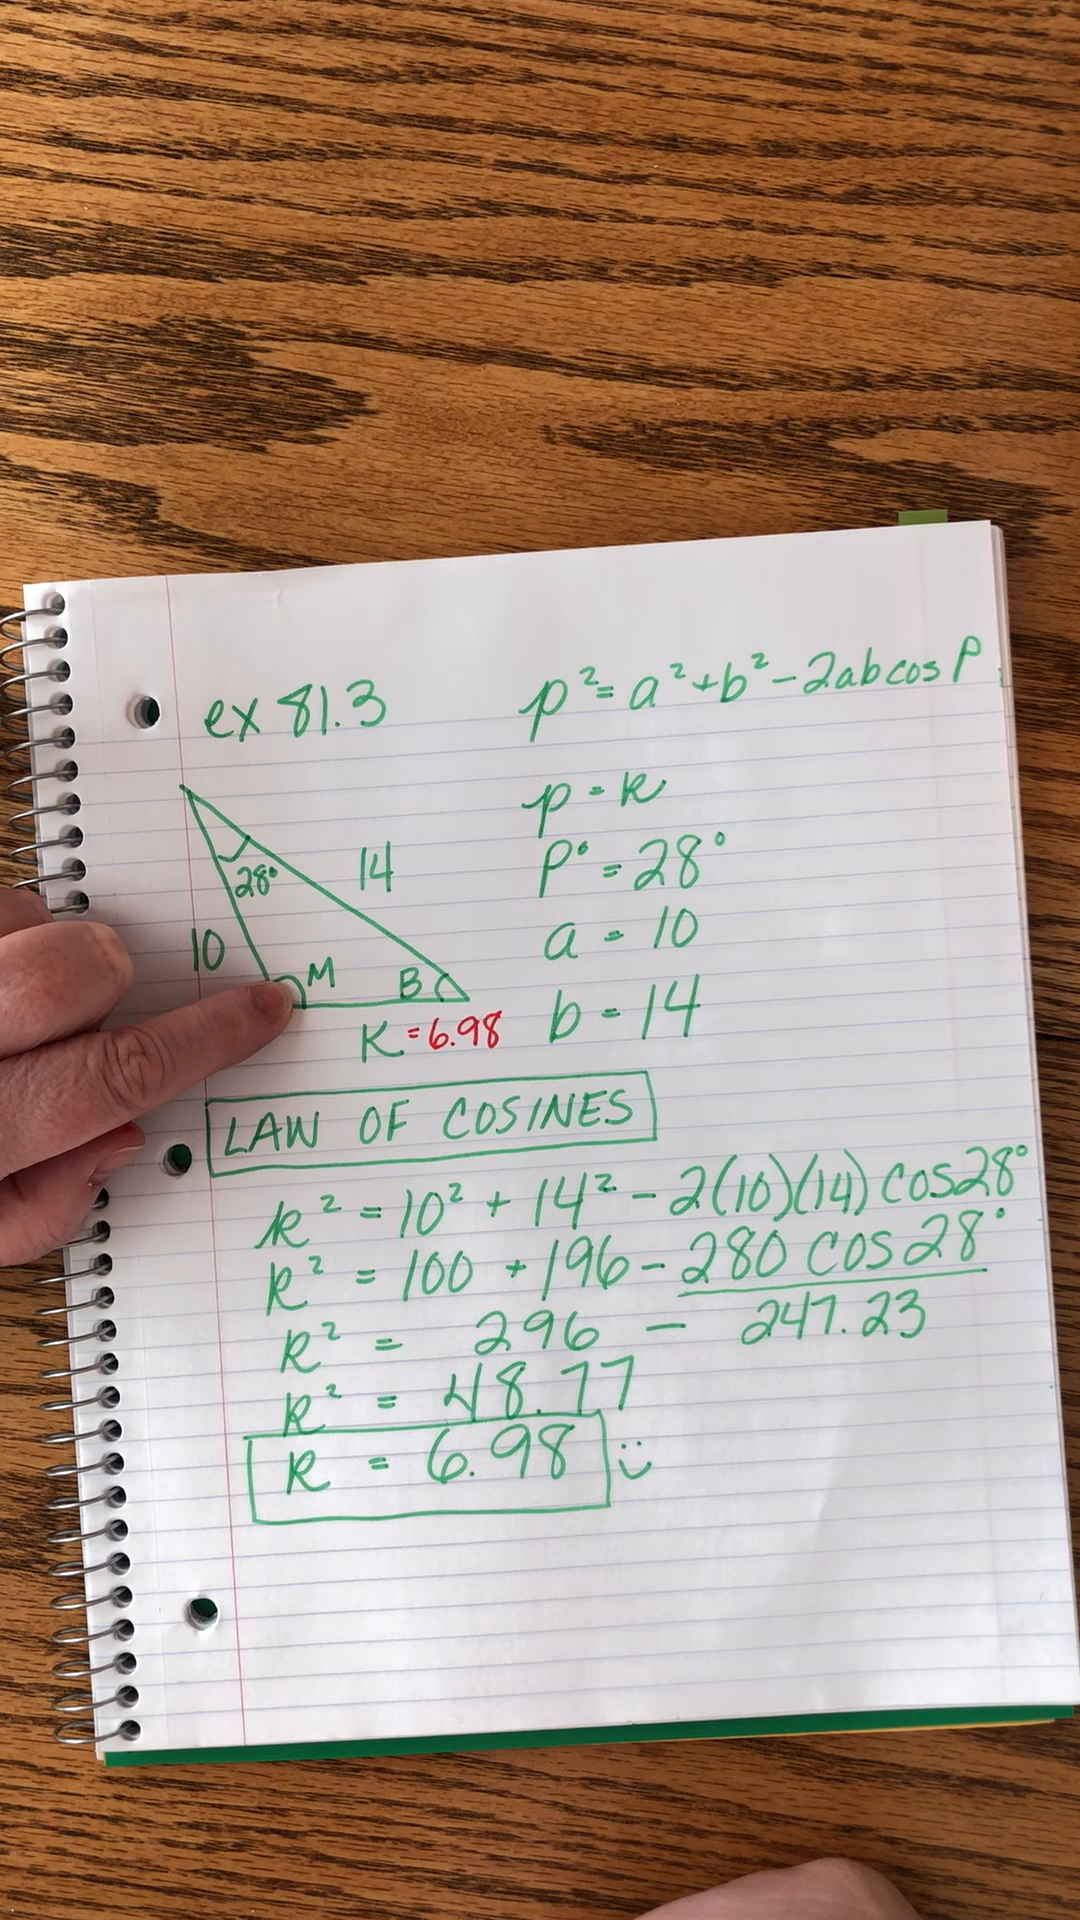 ex 81.3
p² = a² + b² - 2ab cos P
p = k
P° = 28°
a = 10
b = 14
28°
14
10
M
B
K = 6.98
LAW OF COSINES
k² = 10² + 14² - 2(10)(14) cos28°
k² = 100 + 196 - 280 cos 28°
k² = 296 - 247.23
k² = 48.77
k = 6.98 :)